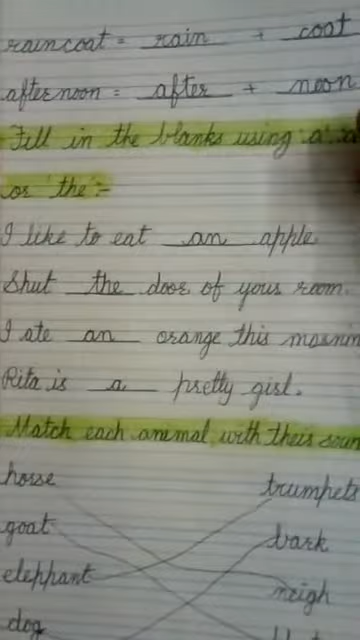 raincoat = rain + coat
afternoon = after + noon
Fill in the blanks using 'a'
or 'the' :-
I like to eat an apple.
Shut the door of your room.
I ate an orange this mornin
Rita is a pretty girl.
Match each animal with their soun
horse trumpets
goat bark
elephant neigh
dog